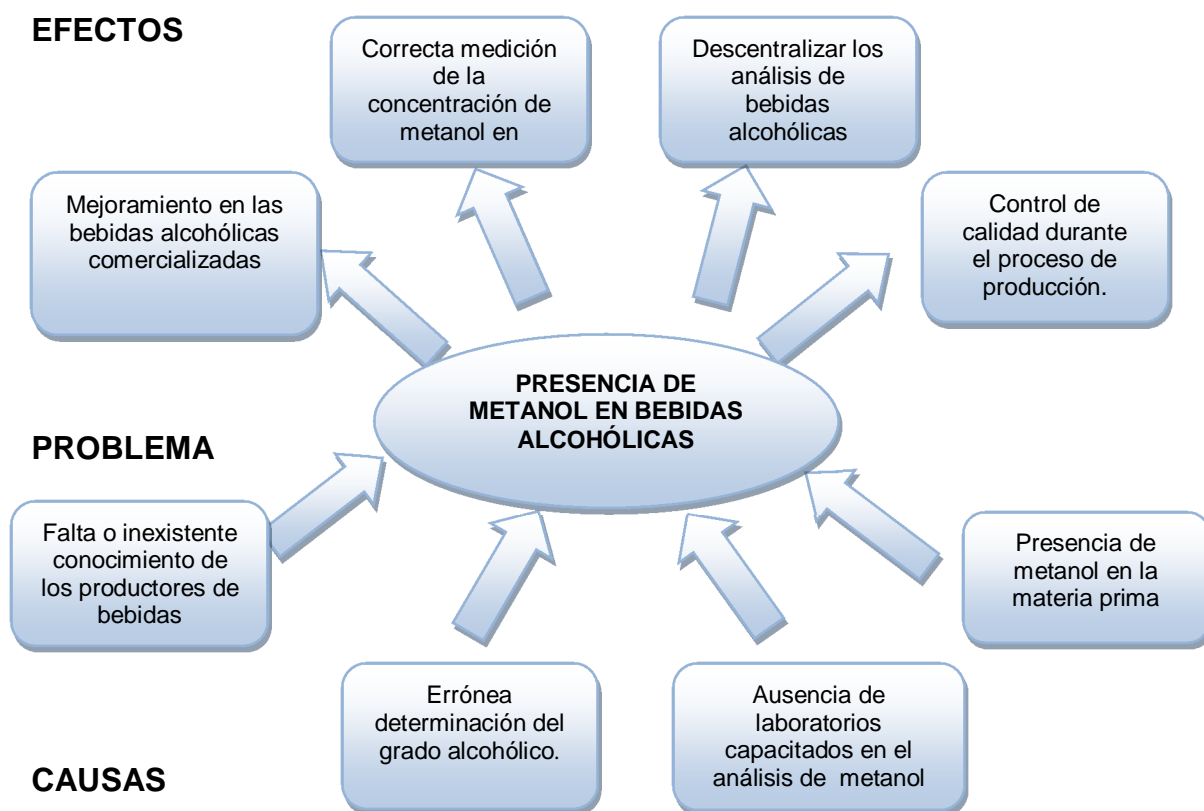 EFECTOS
Correcta medición
de la
concentración de
metanol en
Descentralizar los
análisis de
bebidas
alcohólicas
Mejoramiento en las
bebidas alcohólicas
comercializadas
Control de
calidad durante
el proceso de
producción.
PRESENCIA DE
METANOL EN BEBIDAS
ALCOHÓLICAS
PROBLEMA
Falta o inexistente
conocimiento de
los productores de
bebidas
Presencia de
metanol en la
materia prima
Errónea
determinación del
grado alcohólico.
Ausencia de
laboratorios
capacitados en el
análisis de metanol
CAUSAS